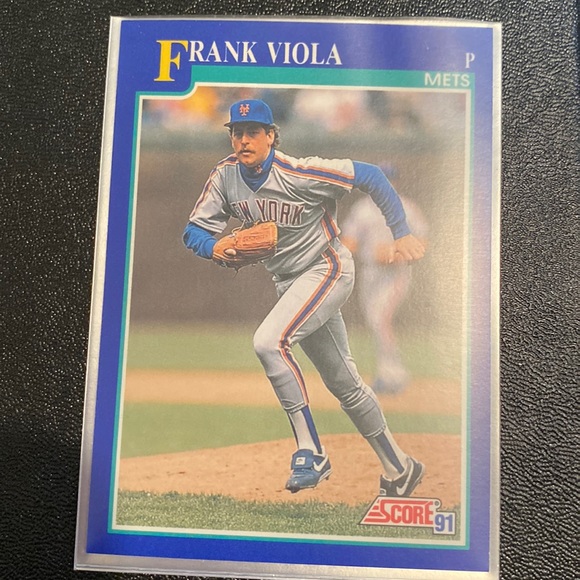 FRANK VIOLA P
METS
NEW YORK
SCORE® 91